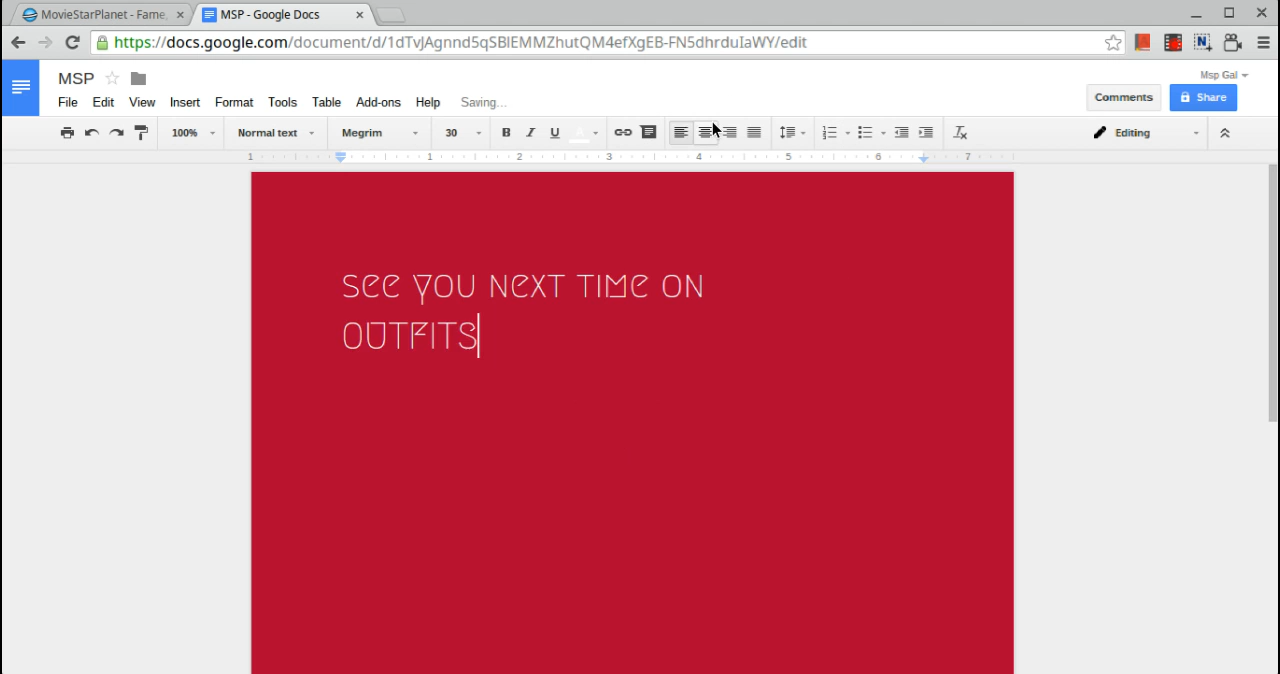 MovieStarPlanet - Fame,
MSP - Google Docs
https://docs.google.com/document/d/1dTvJAgnnd5qSBIEMMZhutQM4efXgEB-FN5dhrduIaWY/edit
MSP
Msp Gal
File Edit View Insert Format Tools Table Add-ons Help Saving...
Comments Share
100% Normal text Megrim 30 B I U A Editing
1 1 2 3 4 5 6 7
See YOU NeXT TIMe ON
OUTFITS